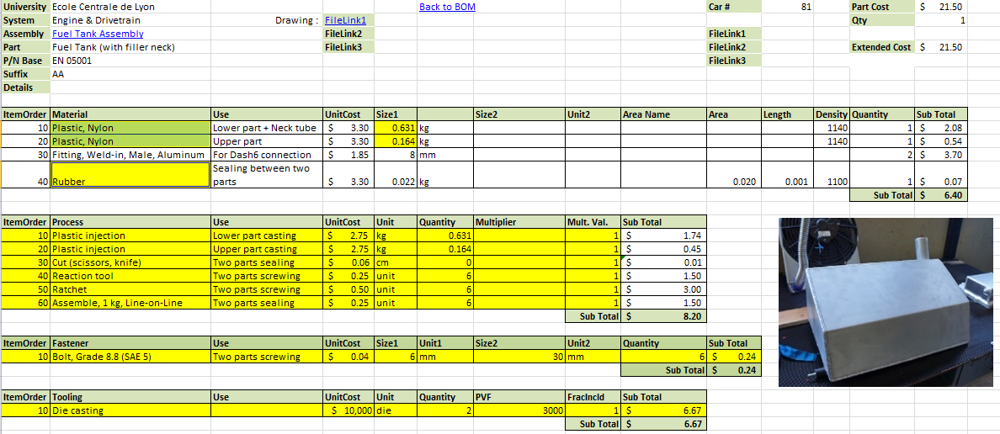 University Ecole Centrale de Lyon Back to BOM Car # 81 Part Cost $ 21.50
System Engine & Drivetrain Drawing : FileLink1 Qty 1
Assembly Fuel Tank Assembly FileLink2 FileLink1
Part Fuel Tank (with filler neck) FileLink3 FileLink2 Extended Cost $ 21.50
P/N Base EN 05001 FileLink3
Suffix AA
Details
ItemOrder Material Use UnitCost Size1 Size2 Unit2 Area Name Area Length Density Quantity Sub Total
10 Plastic, Nylon Lower part + Neck tube $ 3.30 0.631 kg 1140 1 $ 2.08
20 Plastic, Nylon Upper part $ 3.30 0.164 kg 1140 1 $ 0.54
30 Fitting, Weld-in, Male, Aluminum For Dash6 connection $ 1.85 8 mm 2 $ 3.70
Sealing between two
40 Rubber parts $ 3.30 0.022 kg 0.020 0.001 1100 1 $ 0.07
Sub Total $ 6.40
ItemOrder Process Use UnitCost Unit Quantity Multiplier Mult. Val. Sub Total
10 Plastic injection Lower part casting $ 2.75 kg 0.631 1 $ 1.74
20 Plastic injection Upper part casting $ 2.75 kg 0.164 1 $ 0.45
30 Cut (scissors, knife) Two parts sealing $ 0.06 cm 0 1 $ 0.01
40 Reaction tool Two parts screwing $ 0.25 unit 6 1 $ 1.50
50 Ratchet Two parts screwing $ 0.50 unit 6 1 $ 3.00
60 Assemble, 1 kg, Line-on-Line Two parts sealing $ 0.25 unit 6 1 $ 1.50
Sub Total $ 8.20
ItemOrder Fastener Use UnitCost Size1 Unit1 Size2 Unit2 Quantity Sub Total
10 Bolt, Grade 8.8 (SAE 5) Two parts screwing $ 0.04 6 mm 30 mm 6 $ 0.24
Sub Total $ 0.24
ItemOrder Tooling Use UnitCost Unit Quantity PVF FracIncld Sub Total
10 Die casting $ 10,000 die 2 3000 1 $ 6.67
Sub Total $ 6.67